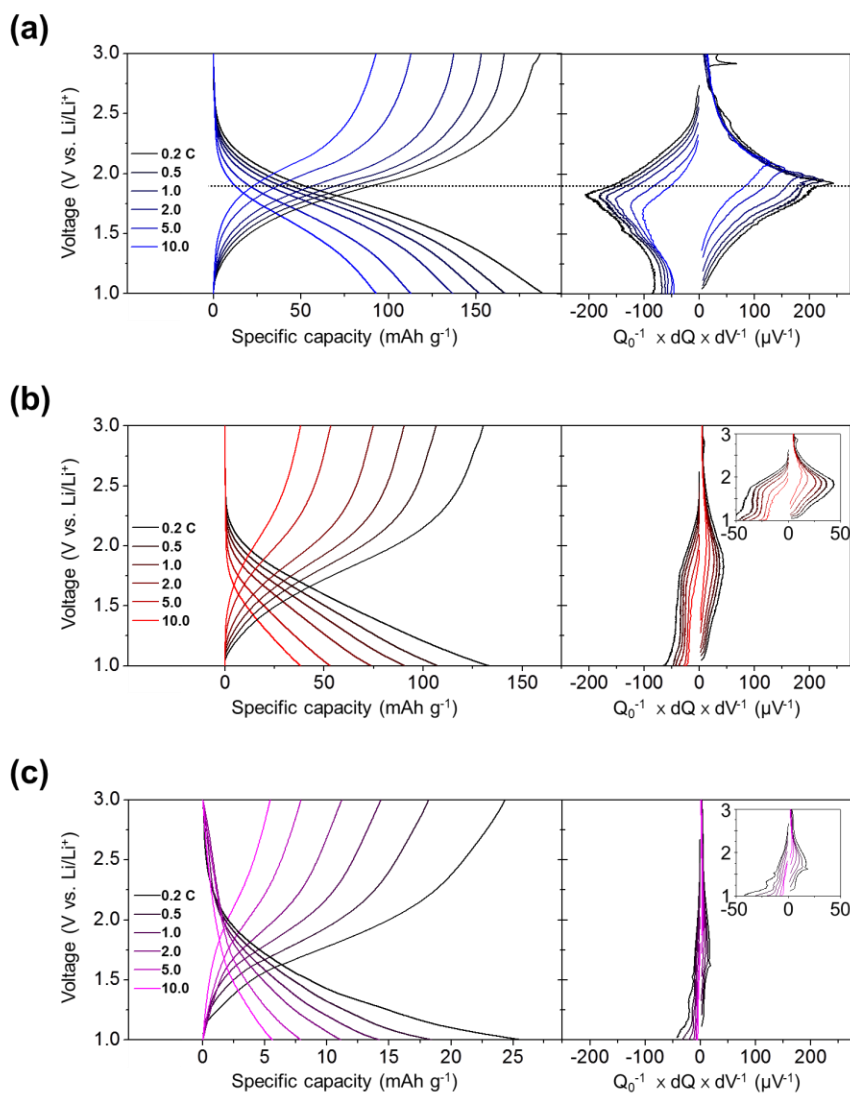 (a)
3.0
2.5
2.0
1.5
1.0
Voltage (V vs. Li/Li⁺)
0.2 C
0.5
1.0
2.0
5.0
10.0
0 50 100 150
Specific capacity (mAh g⁻¹)
-200 -100 0 100 200
Q₀⁻¹ × dQ × dV⁻¹ (µV⁻¹)
(b)
3.0
2.5
2.0
1.5
1.0
Voltage (V vs. Li/Li⁺)
0.2 C
0.5
1.0
2.0
5.0
10.0
0 50 100 150
Specific capacity (mAh g⁻¹)
3
2
1
-50 0 50
-200 -100 0 100 200
Q₀⁻¹ × dQ × dV⁻¹ (µV⁻¹)
(c)
3.0
2.5
2.0
1.5
1.0
Voltage (V vs. Li/Li⁺)
0.2 C
0.5
1.0
2.0
5.0
10.0
0 5 10 15 20 25
Specific capacity (mAh g⁻¹)
3
2
1
-50 0 50
-200 -100 0 100 200
Q₀⁻¹ × dQ × dV⁻¹ (µV⁻¹)